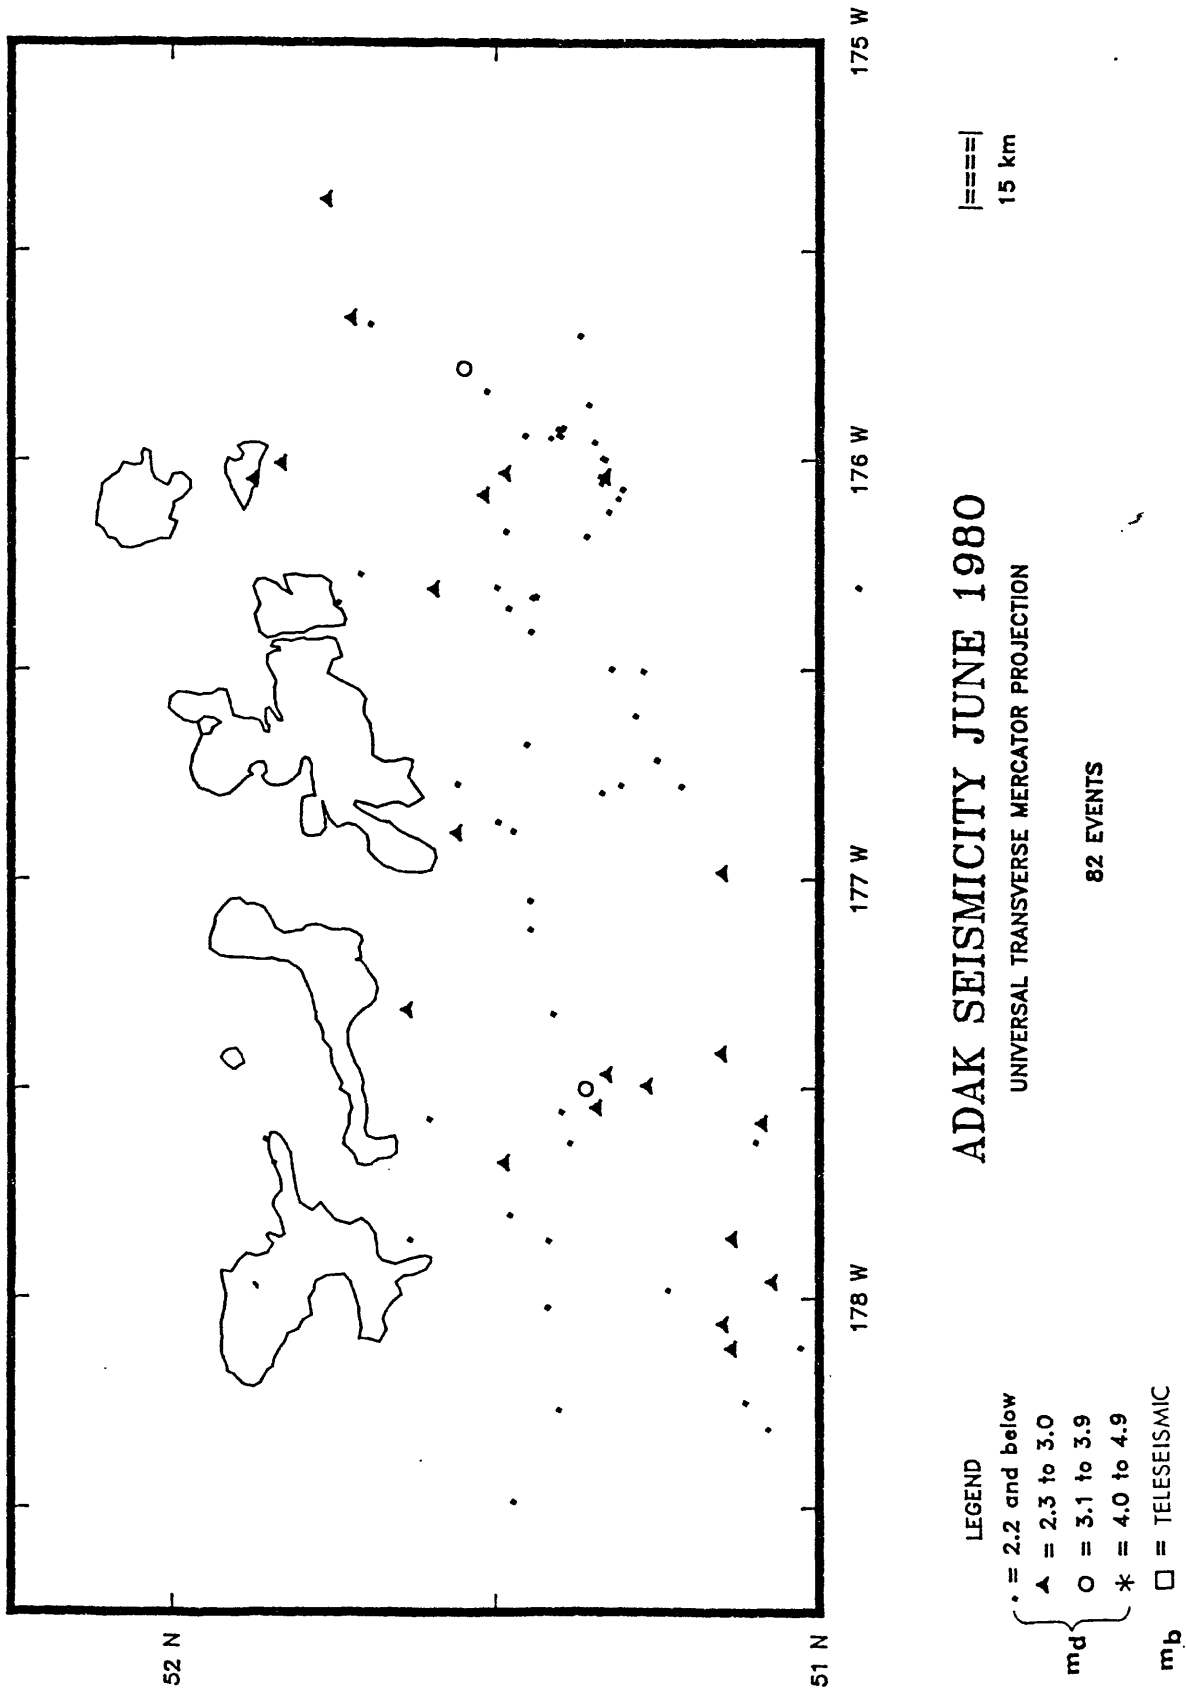 52 N
51 N
178 W
177 W
176 W
175 W
LEGEND
· = 2.2 and below
▲ = 2.3 to 3.0
O = 3.1 to 3.9
* = 4.0 to 4.9
md
mb □ = TELESEISMIC
ADAK SEISMICITY JUNE 1980
UNIVERSAL TRANSVERSE MERCATOR PROJECTION
82 EVENTS
|====|
15 km